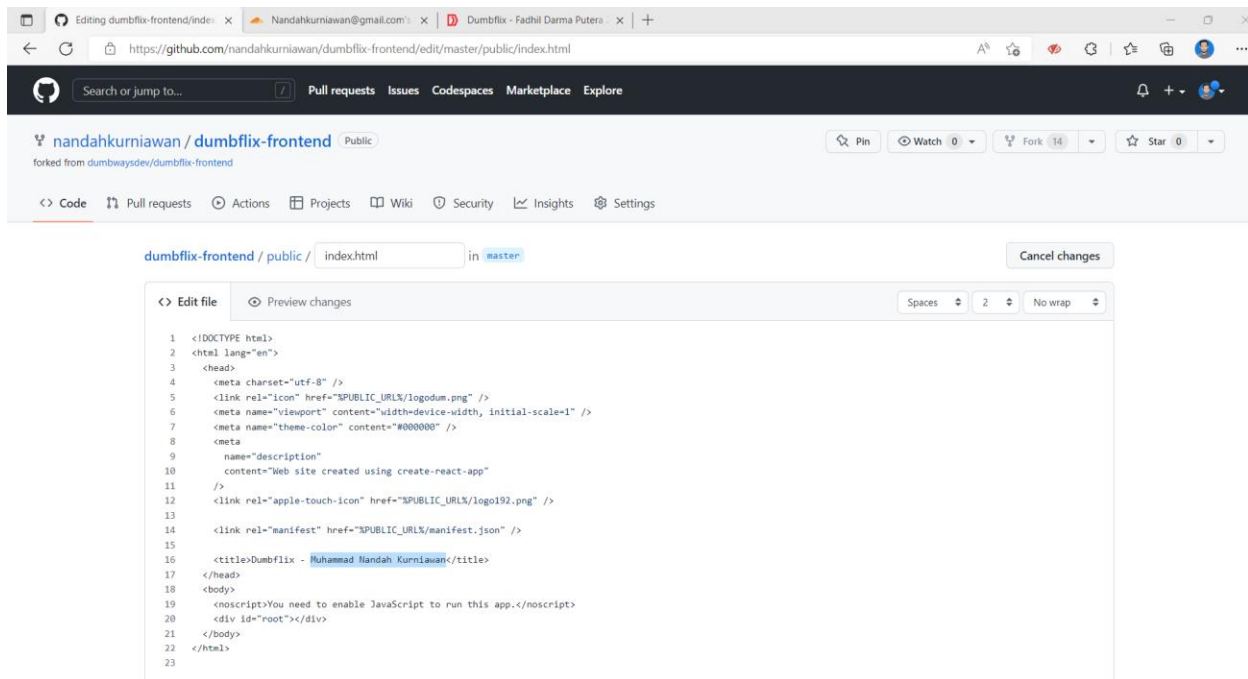 Editing dumbflix-frontend/index
Nandahkurniawan@gmail.com's
Dumbflix - Fadhil Darma Putera
https://github.com/nandahkurniawan/dumbflix-frontend/edit/master/public/index.html
Search or jump to... / Pull requests Issues Codespaces Marketplace Explore
nandahkurniawan / dumbflix-frontend Public
Pin Watch 0 Fork 14 Star 0
forked from dumbwaysdev/dumbflix-frontend
<> Code Pull requests Actions Projects Wiki Security Insights Settings
dumbflix-frontend / public / index.html in master Cancel changes
<> Edit file Preview changes Spaces 2 No wrap
1 <!DOCTYPE html>
2 <html lang="en">
3 <head>
4 <meta charset="utf-8" />
5 <link rel="icon" href="%PUBLIC_URL%/logodum.png" />
6 <meta name="viewport" content="width=device-width, initial-scale=1" />
7 <meta name="theme-color" content="#000000" />
8 <meta
9 name="description"
10 content="Web site created using create-react-app"
11 />
12 <link rel="apple-touch-icon" href="%PUBLIC_URL%/logo192.png" />
13
14 <link rel="manifest" href="%PUBLIC_URL%/manifest.json" />
15
16 <title>Dumbflix - Muhammad Nandah Kurniawan</title>
17 </head>
18 <body>
19 <noscript>You need to enable JavaScript to run this app.</noscript>
20 <div id="root"></div>
21 </body>
22 </html>
23